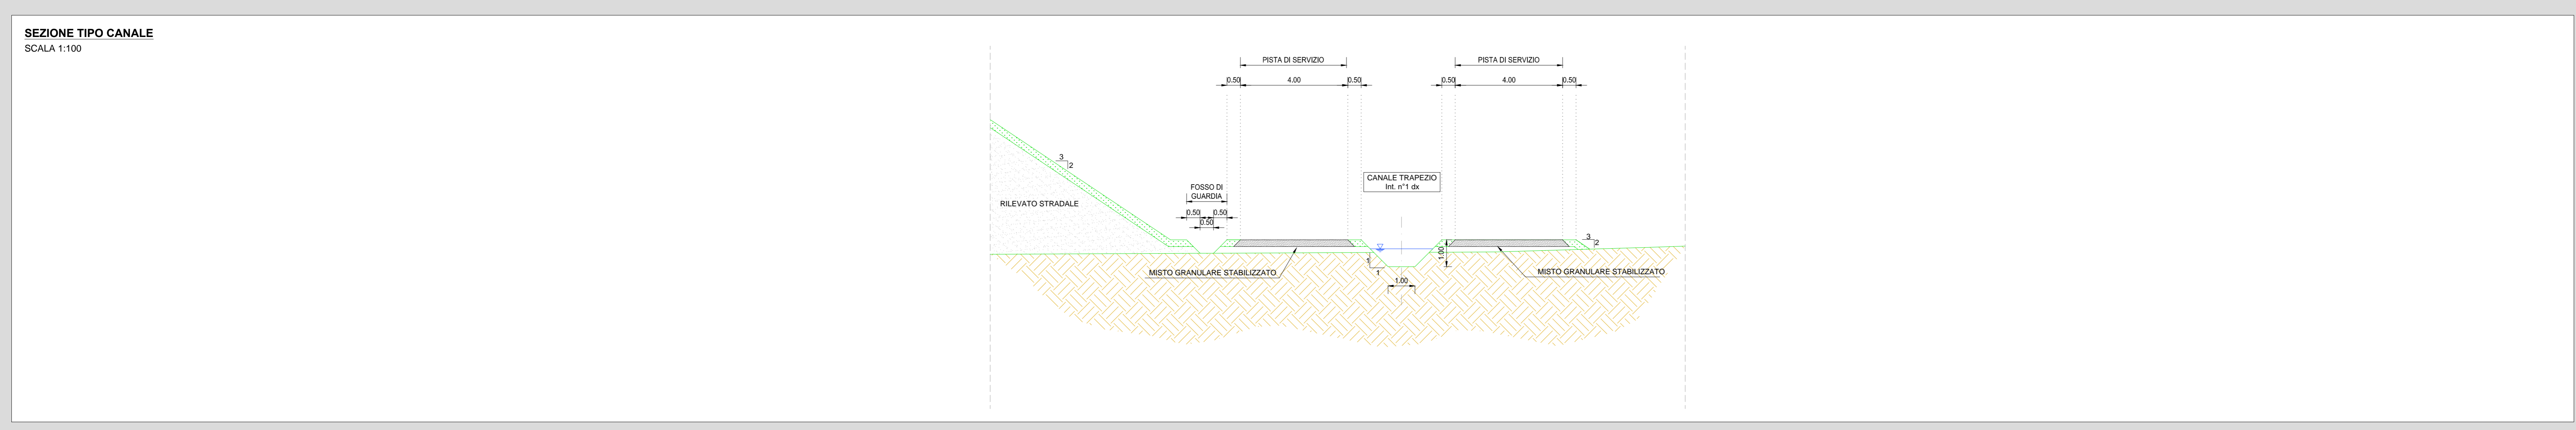 SEZIONE TIPO CANALE
SCALA 1:100
PISTA DI SERVIZIO
PISTA DI SERVIZIO
0.50
4.00
0.50
0.50
4.00
0.50
3
2
FOSSO DI
GUARDIA
0.50
0.50
0.50
CANALE TRAPEZIO
Int. n°1 dx
RILEVATO STRADALE
3
2
1.00
1
1
MISTO GRANULARE STABILIZZATO
MISTO GRANULARE STABILIZZATO
1.00